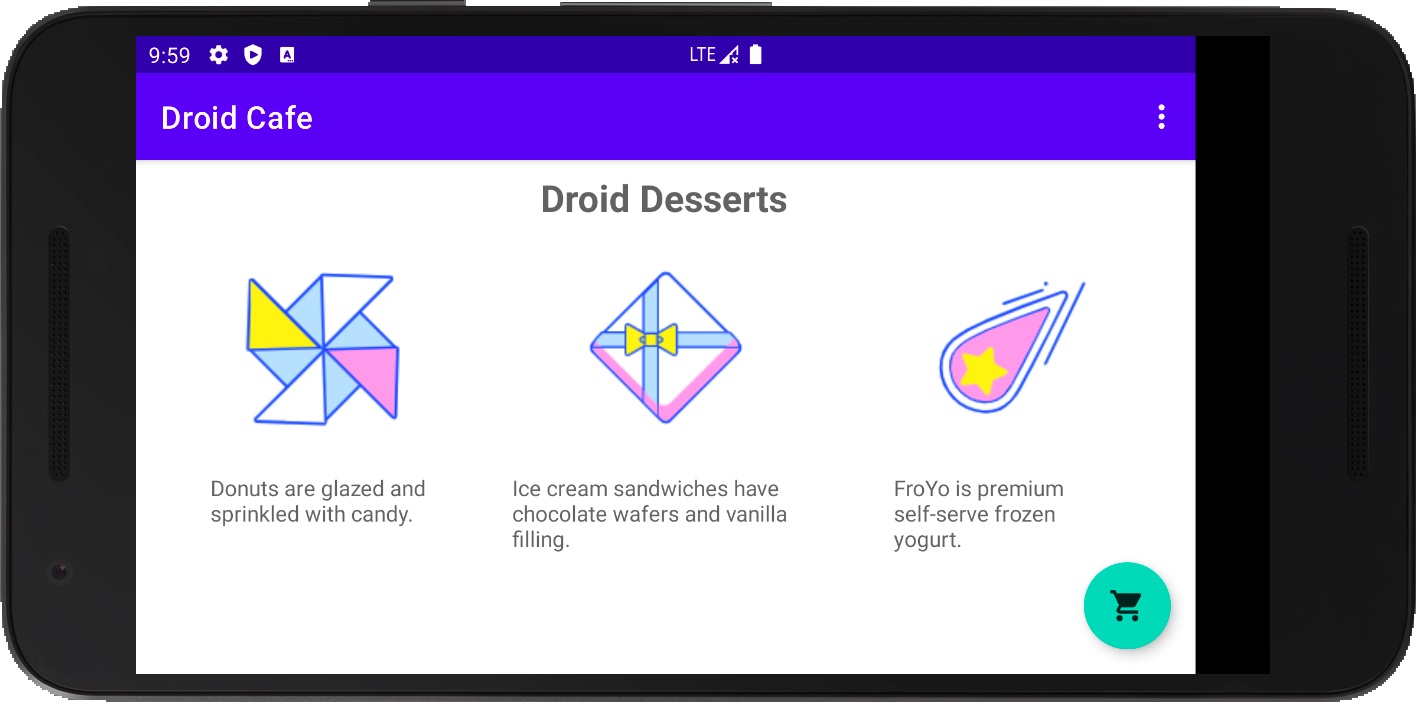 9:59 LTE
Droid Cafe
Droid Desserts
Donuts are glazed and
sprinkled with candy.
Ice cream sandwiches have
chocolate wafers and vanilla
filling.
FroYo is premium
self-serve frozen
yogurt.